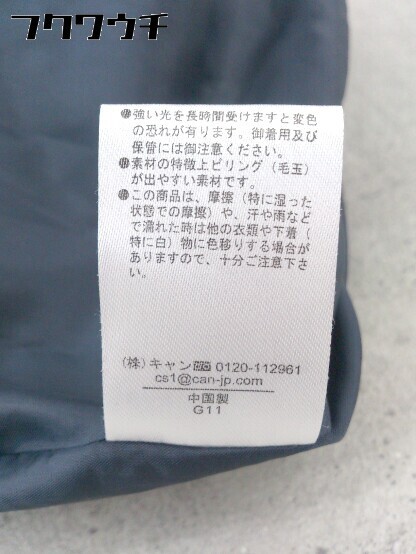 フクワウチ
●強い光を長時間受けますと変色
の恐れが有ります。御着用及び
保管には御注意ください。
●素材の特徴上ピリング（毛玉）
が出やすい素材です。
●この商品は、摩擦（特に湿った
状態での摩擦）や、汗や雨など
で濡れた時は他の衣類や下着（
特に白）物に色移りする場合が
ありますので、十分ご注意下さ
い。
(株)キャン 0120-112961
cs1@can-jp.com
中国製
G11